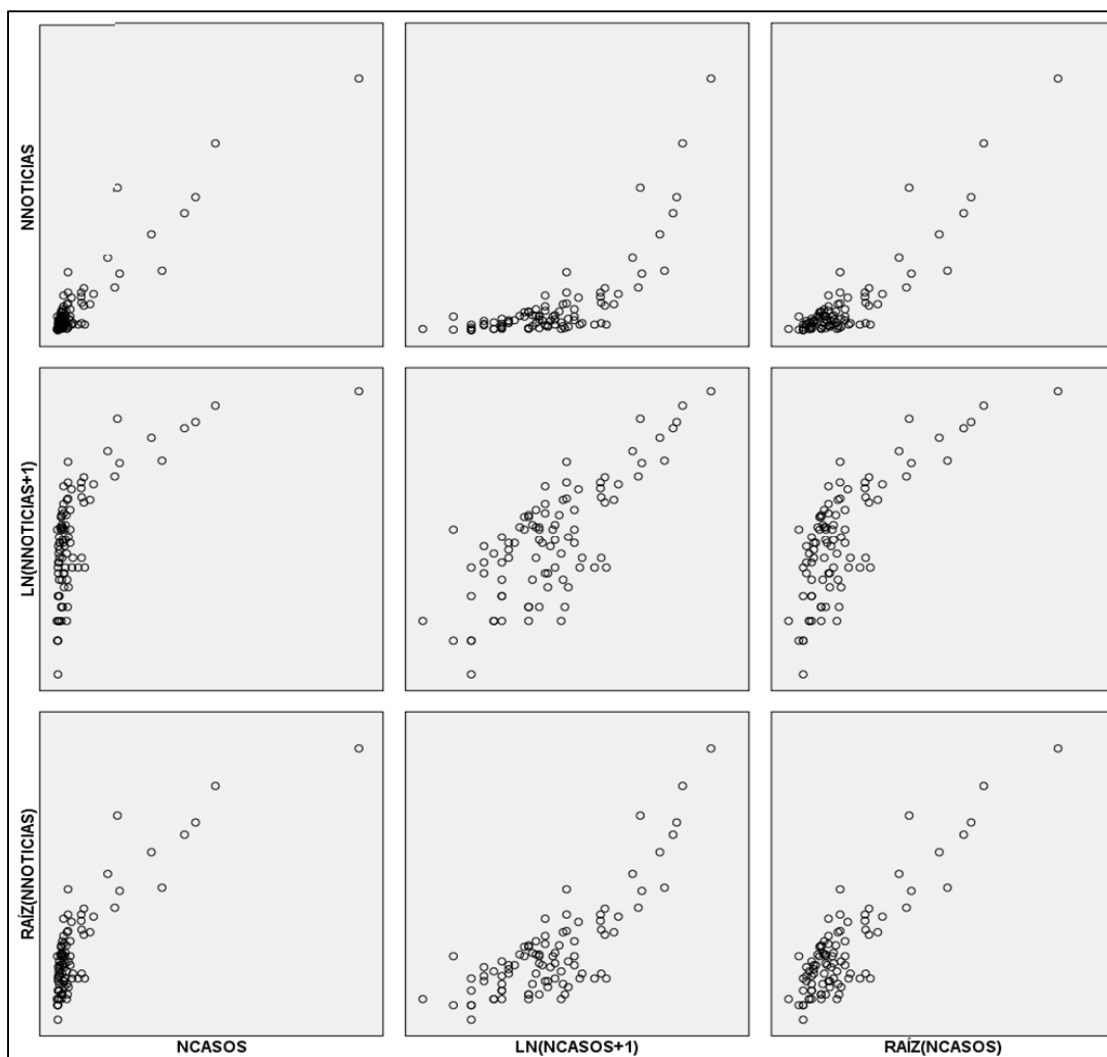 NNOTICIAS
LN(NNOTICIAS+1)
RAÍZ(NNOTICIAS)
NCASOS
LN(NCASOS+1)
RAÍZ(NCASOS)